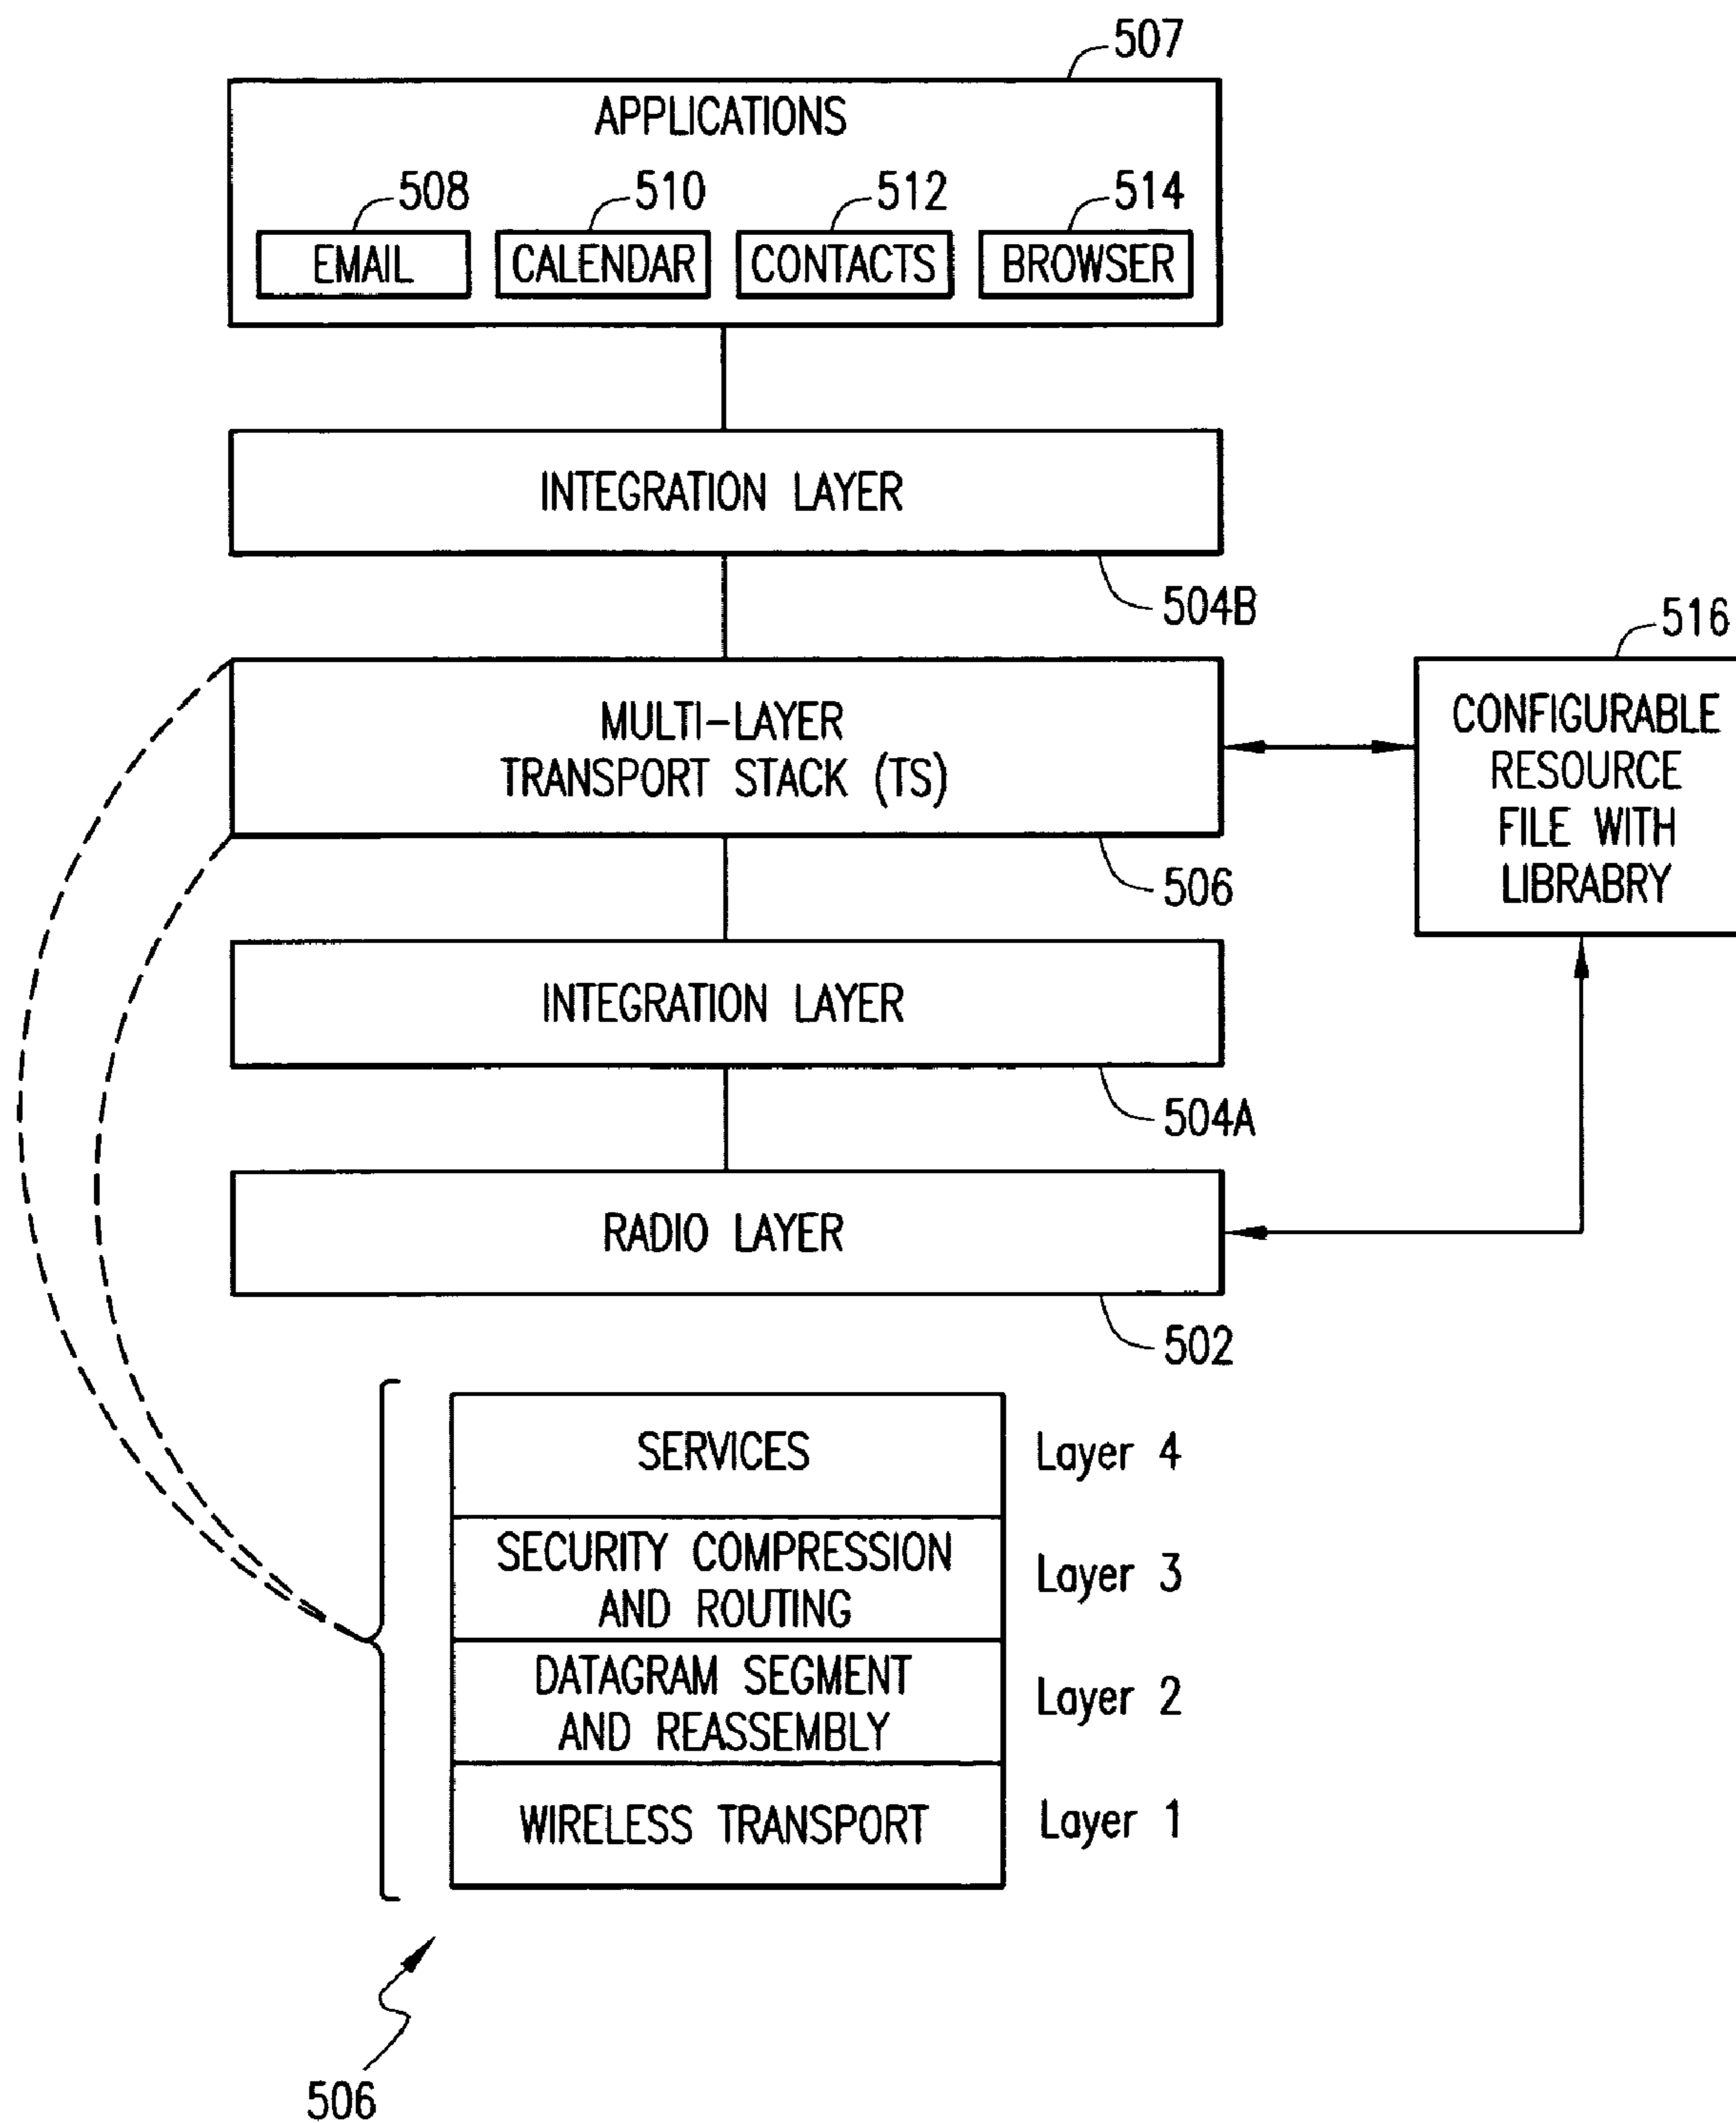 507
APPLICATIONS
508
510
512
514
EMAIL
CALENDAR
CONTACTS
BROWSER
INTEGRATION LAYER
504B
516
MULTI-LAYER
TRANSPORT STACK (TS)
506
CONFIGURABLE
RESOURCE
FILE WITH
LIBRABRY
INTEGRATION LAYER
504A
RADIO LAYER
502
SERVICES
Layer 4
SECURITY COMPRESSION
AND ROUTING
Layer 3
DATAGRAM SEGMENT
AND REASSEMBLY
Layer 2
WIRELESS TRANSPORT
Layer 1
506